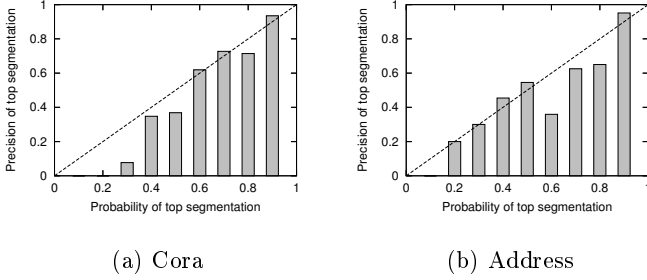 Precision of top segmentation
1
0.8
0.6
0.4
0.2
0
0 0.2 0.4 0.6 0.8 1
Probability of top segmentation
(a) Cora
Precision of top segmentation
1
0.8
0.6
0.4
0.2
0
0 0.2 0.4 0.6 0.8 1
Probability of top segmentation
(b) Address